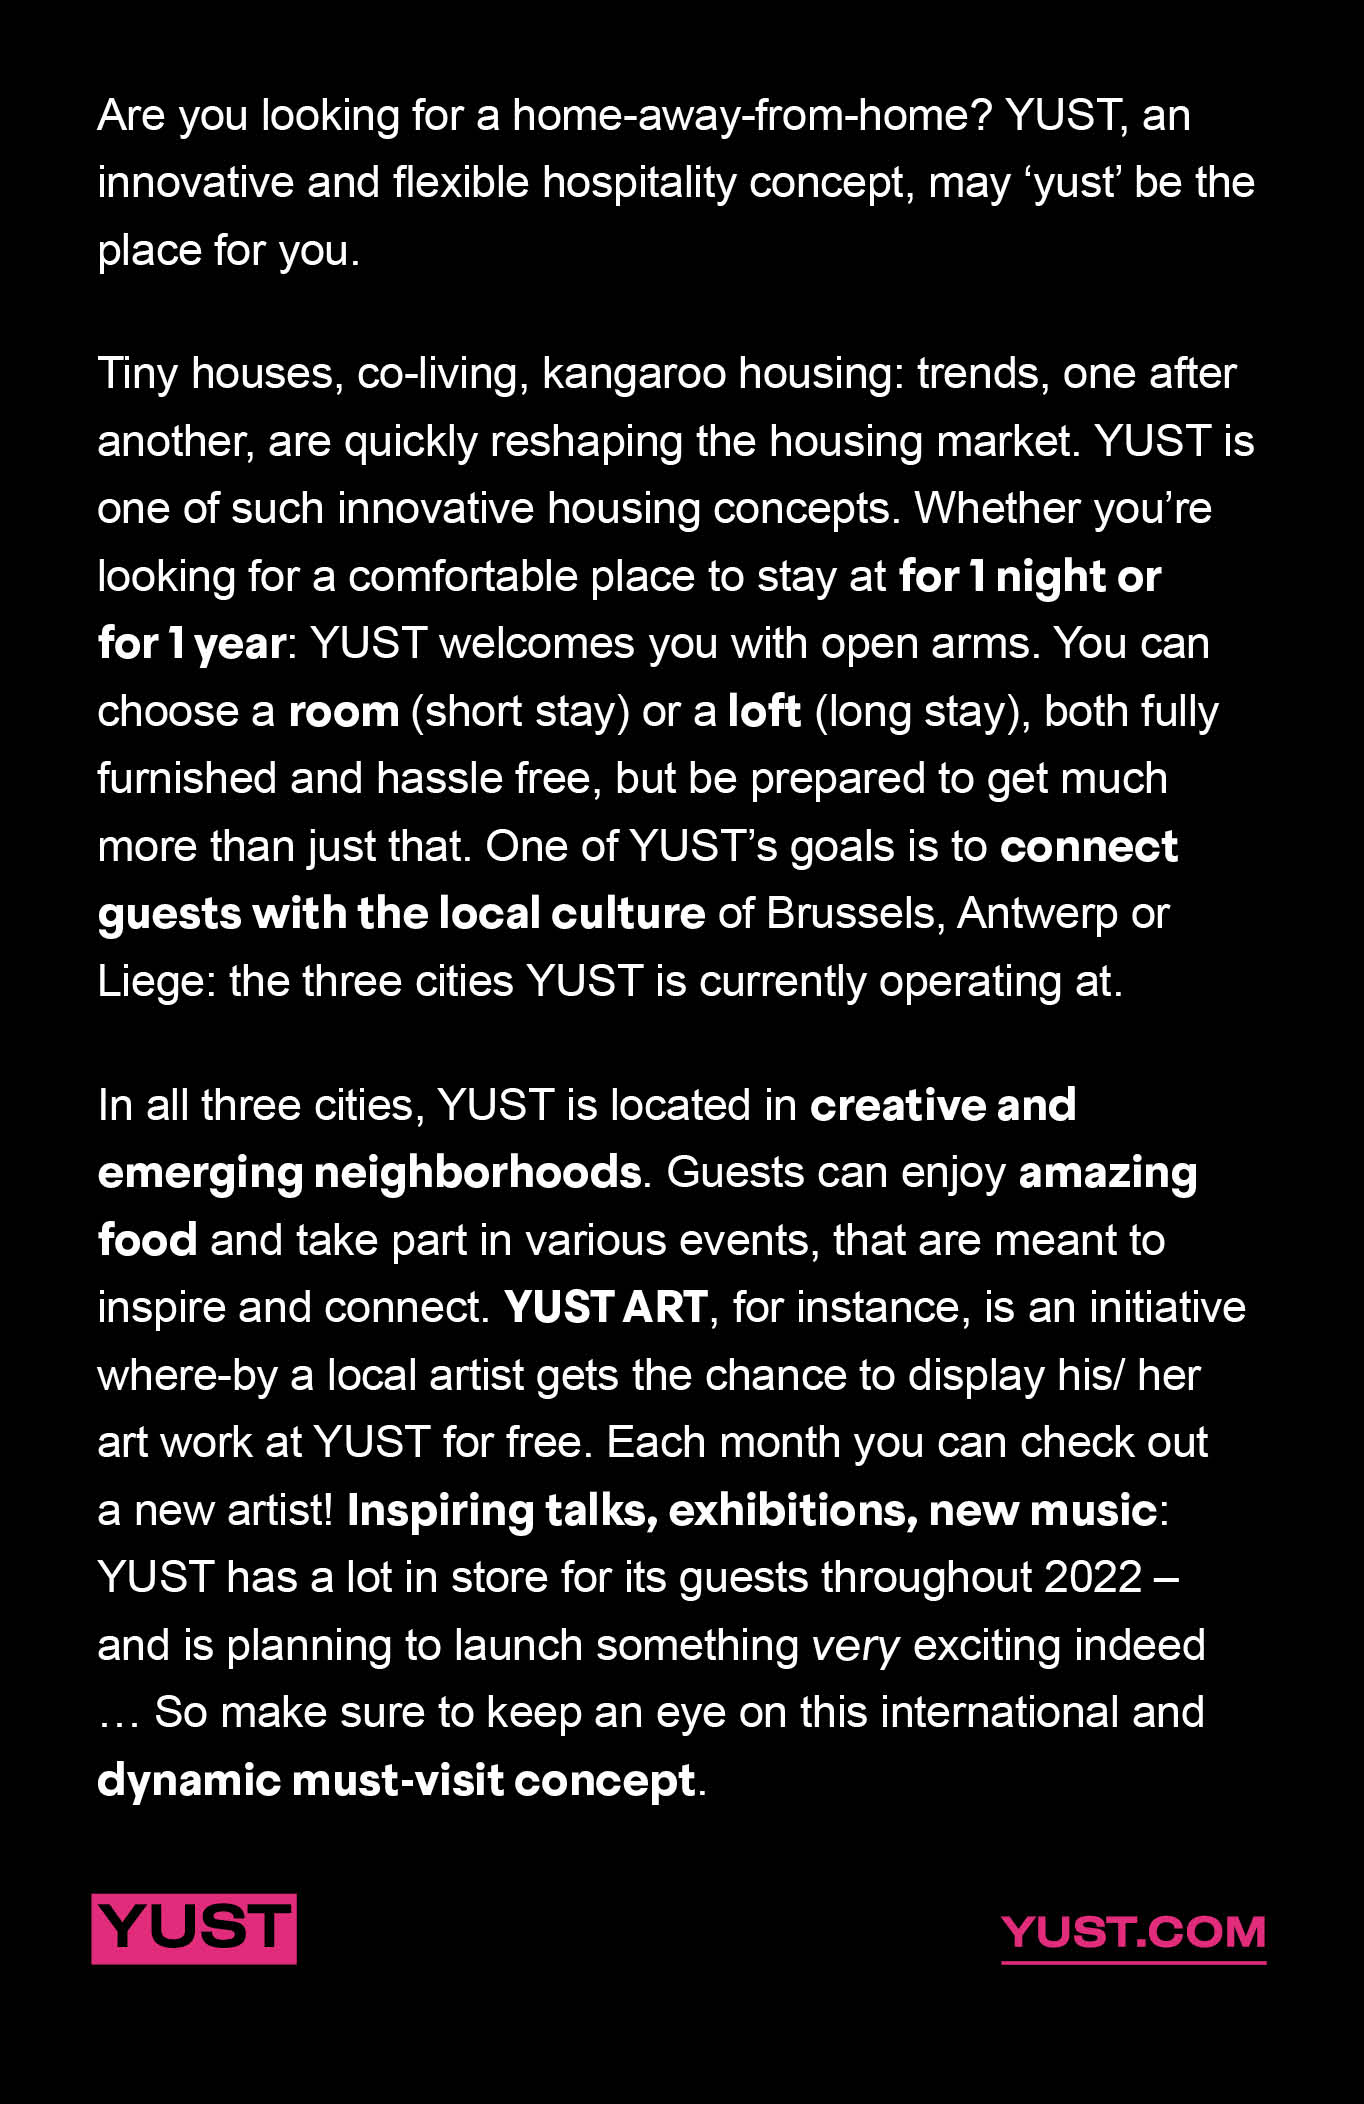 Are you looking for a home-away-from-home? YUST, an
innovative and flexible hospitality concept, may ‘yust’ be the
place for you.
Tiny houses, co-living, kangaroo housing: trends, one after
another, are quickly reshaping the housing market. YUST is
one of such innovative housing concepts. Whether you’re
looking for a comfortable place to stay at for 1 night or
for 1 year: YUST welcomes you with open arms. You can
choose a room (short stay) or a loft (long stay), both fully
furnished and hassle free, but be prepared to get much
more than just that. One of YUST’s goals is to connect
guests with the local culture of Brussels, Antwerp or
Liege: the three cities YUST is currently operating at.
In all three cities, YUST is located in creative and
emerging neighborhoods. Guests can enjoy amazing
food and take part in various events, that are meant to
inspire and connect. YUST ART, for instance, is an initiative
where-by a local artist gets the chance to display his/ her
art work at YUST for free. Each month you can check out
a new artist! Inspiring talks, exhibitions, new music:
YUST has a lot in store for its guests throughout 2022 –
and is planning to launch something very exciting indeed
… So make sure to keep an eye on this international and
dynamic must-visit concept.
YUST
YUST.COM